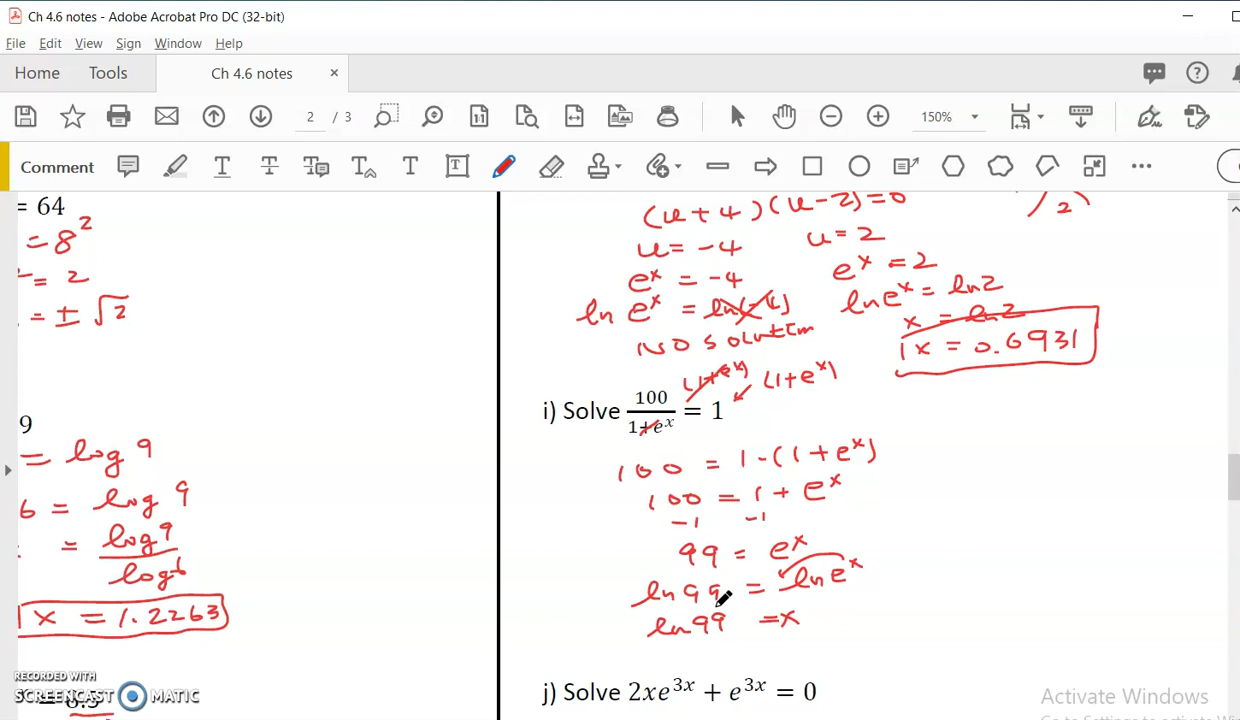 Ch 4.6 notes - Adobe Acrobat Pro DC (32-bit)
File Edit View Sign Window Help
Home Tools Ch 4.6 notes ×
2 / 3 150%
Comment
= 64
= 8²
= 2
= ± √2
9
= log 9
6 = log 9
= log 9 / log 6
x = 1.2263
= 8.5
(u + 4)(u - 2) = 0
2
u = -4 u = 2
eˣ = -4 eˣ = 2
ln eˣ = ln(-4) ln eˣ = ln 2
No solution x = ln 2
x = 0.6931
(1+eˣ) (1+eˣ)
i) Solve 100 / 1+eˣ = 1
100 = 1·(1 + eˣ)
100 = 1 + eˣ
-1 -1
99 = eˣ
ln 99 = ln eˣ
ln 99 = x
j) Solve 2xe³ˣ + e³ˣ = 0
RECORDED WITH
SCREENCAST MATIC
Activate Windows